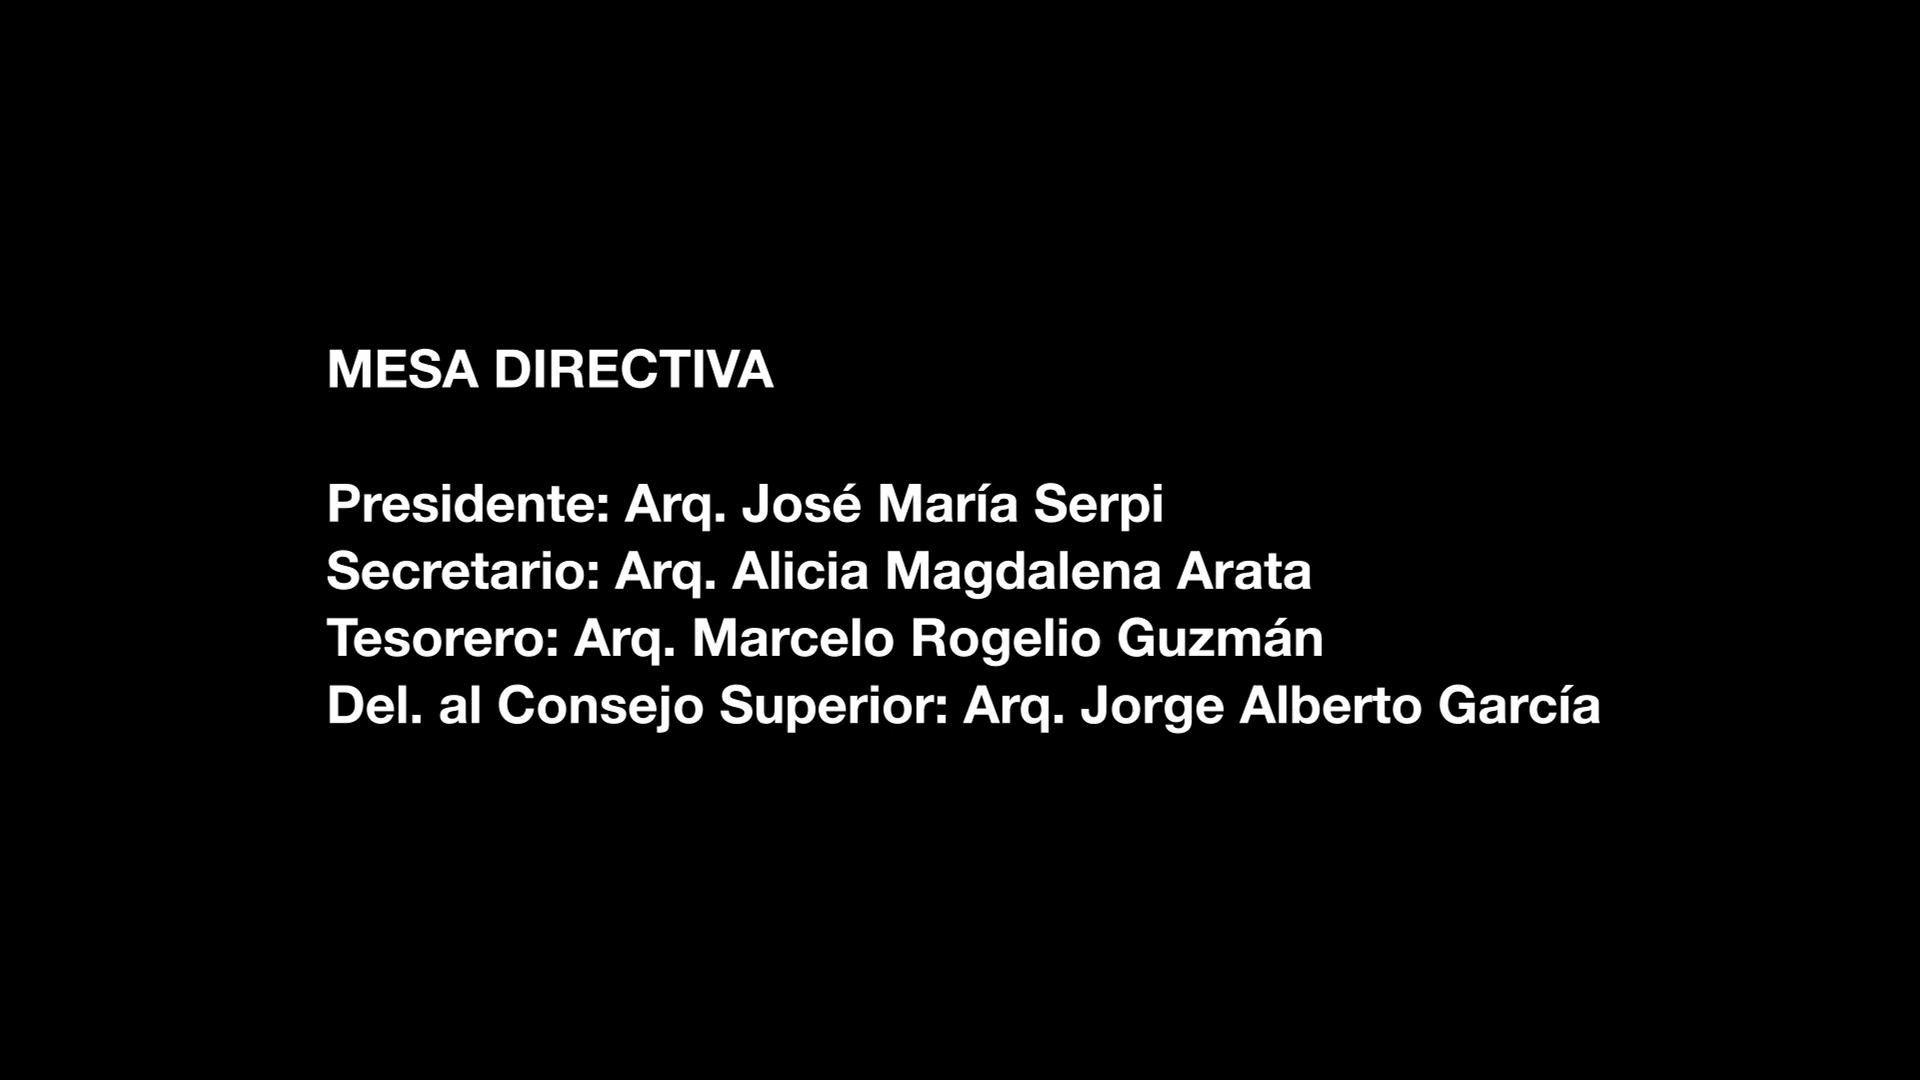 MESA DIRECTIVA
Presidente: Arq. José María Serpi
Secretario: Arq. Alicia Magdalena Arata
Tesorero: Arq. Marcelo Rogelio Guzmán
Del. al Consejo Superior: Arq. Jorge Alberto García